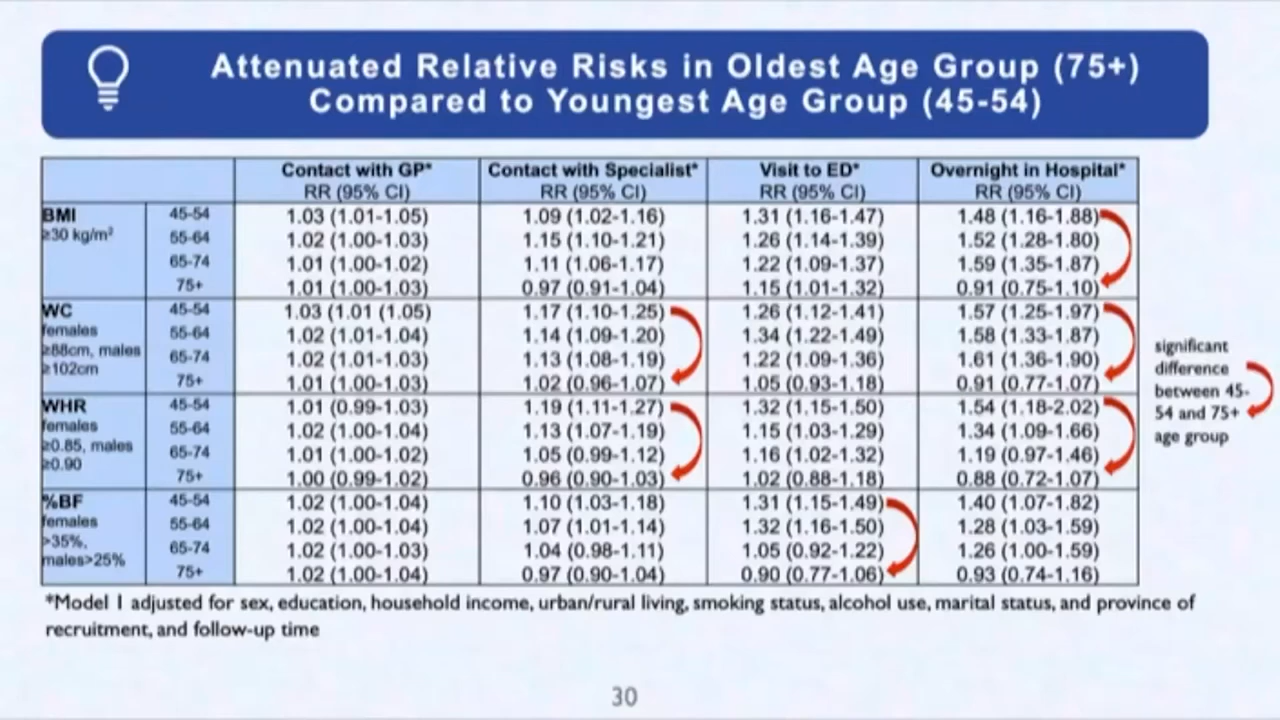 Attenuated Relative Risks in Oldest Age Group (75+)
Compared to Youngest Age Group (45-54)
Contact with GP* Contact with Specialist* Visit to ED* Overnight in Hospital*
RR (95% CI) RR (95% CI) RR (95% CI) RR (95% CI)
BMI 45-54 1.03 (1.01-1.05) 1.09 (1.02-1.16) 1.31 (1.16-1.47) 1.48 (1.16-1.88)
≥30 kg/m² 55-64 1.02 (1.00-1.03) 1.15 (1.10-1.21) 1.26 (1.14-1.39) 1.52 (1.28-1.80)
65-74 1.01 (1.00-1.02) 1.11 (1.06-1.17) 1.22 (1.09-1.37) 1.59 (1.35-1.87)
75+ 1.01 (1.00-1.03) 0.97 (0.91-1.04) 1.15 (1.01-1.32) 0.91 (0.75-1.10)
WC 45-54 1.03 (1.01 (1.05) 1.17 (1.10-1.25) 1.26 (1.12-1.41) 1.57 (1.25-1.97)
females 55-64 1.02 (1.01-1.04) 1.14 (1.09-1.20) 1.34 (1.22-1.49) 1.58 (1.33-1.87)
≥88cm, males 65-74 1.02 (1.01-1.03) 1.13 (1.08-1.19) 1.22 (1.09-1.36) 1.61 (1.36-1.90)
≥102cm 75+ 1.01 (1.00-1.03) 1.02 (0.96-1.07) 1.05 (0.93-1.18) 0.91 (0.77-1.07)
WHR 45-54 1.01 (0.99-1.03) 1.19 (1.11-1.27) 1.32 (1.15-1.50) 1.54 (1.18-2.02)
females 55-64 1.02 (1.00-1.04) 1.13 (1.07-1.19) 1.15 (1.03-1.29) 1.34 (1.09-1.66)
≥0.85, males 65-74 1.01 (1.00-1.02) 1.05 (0.99-1.12) 1.16 (1.02-1.32) 1.19 (0.97-1.46)
≥0.90 75+ 1.00 (0.99-1.02) 0.96 (0.90-1.03) 1.02 (0.88-1.18) 0.88 (0.72-1.07)
%BF 45-54 1.02 (1.00-1.04) 1.10 (1.03-1.18) 1.31 (1.15-1.49) 1.40 (1.07-1.82)
females 55-64 1.02 (1.00-1.04) 1.07 (1.01-1.14) 1.32 (1.16-1.50) 1.28 (1.03-1.59)
>35%, 65-74 1.02 (1.00-1.03) 1.04 (0.98-1.11) 1.05 (0.92-1.22) 1.26 (1.00-1.59)
males>25% 75+ 1.02 (1.00-1.04) 0.97 (0.90-1.04) 0.90 (0.77-1.06) 0.93 (0.74-1.16)
significant
difference
between 45-
54 and 75+
age group
*Model 1 adjusted for sex, education, household income, urban/rural living, smoking status, alcohol use, marital status, and province of
recruitment, and follow-up time
30